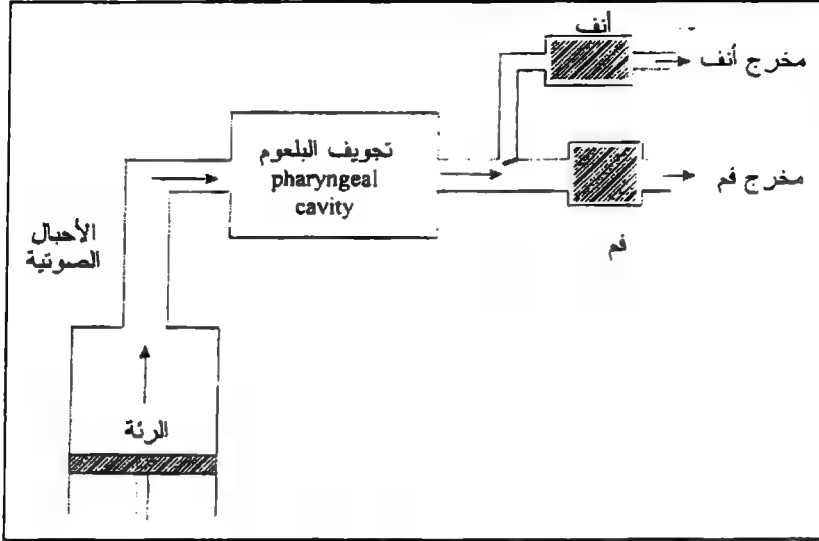 أنف
مخرج أنف
تجويف البلعوم
pharyngeal
cavity
مخرج فم
فم
الأحبال
الصوتية
الرئة